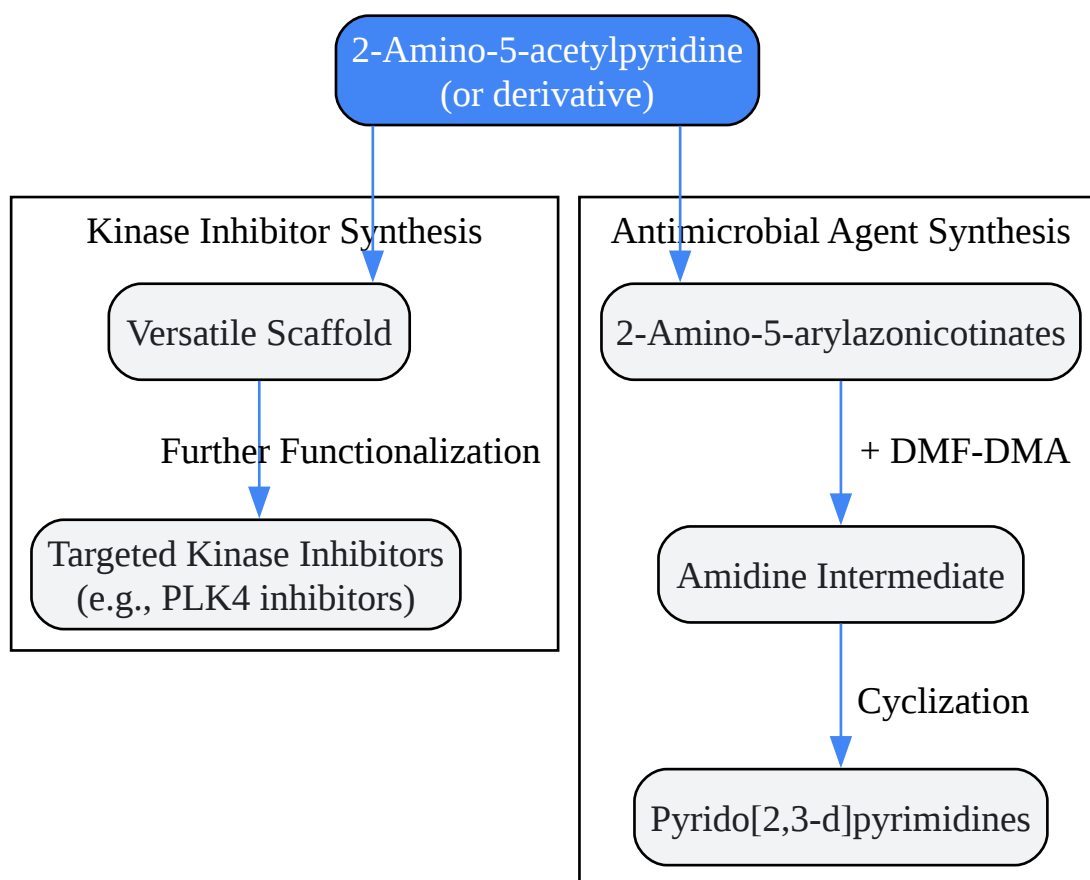 2-Amino-5-acetylpyridine
(or derivative)
Kinase Inhibitor Synthesis
Versatile Scaffold
Further Functionalization
Targeted Kinase Inhibitors
(e.g., PLK4 inhibitors)
Antimicrobial Agent Synthesis
2-Amino-5-arylazonicotinates
+ DMF-DMA
Amidine Intermediate
Cyclization
Pyrido[2,3-d]pyrimidines